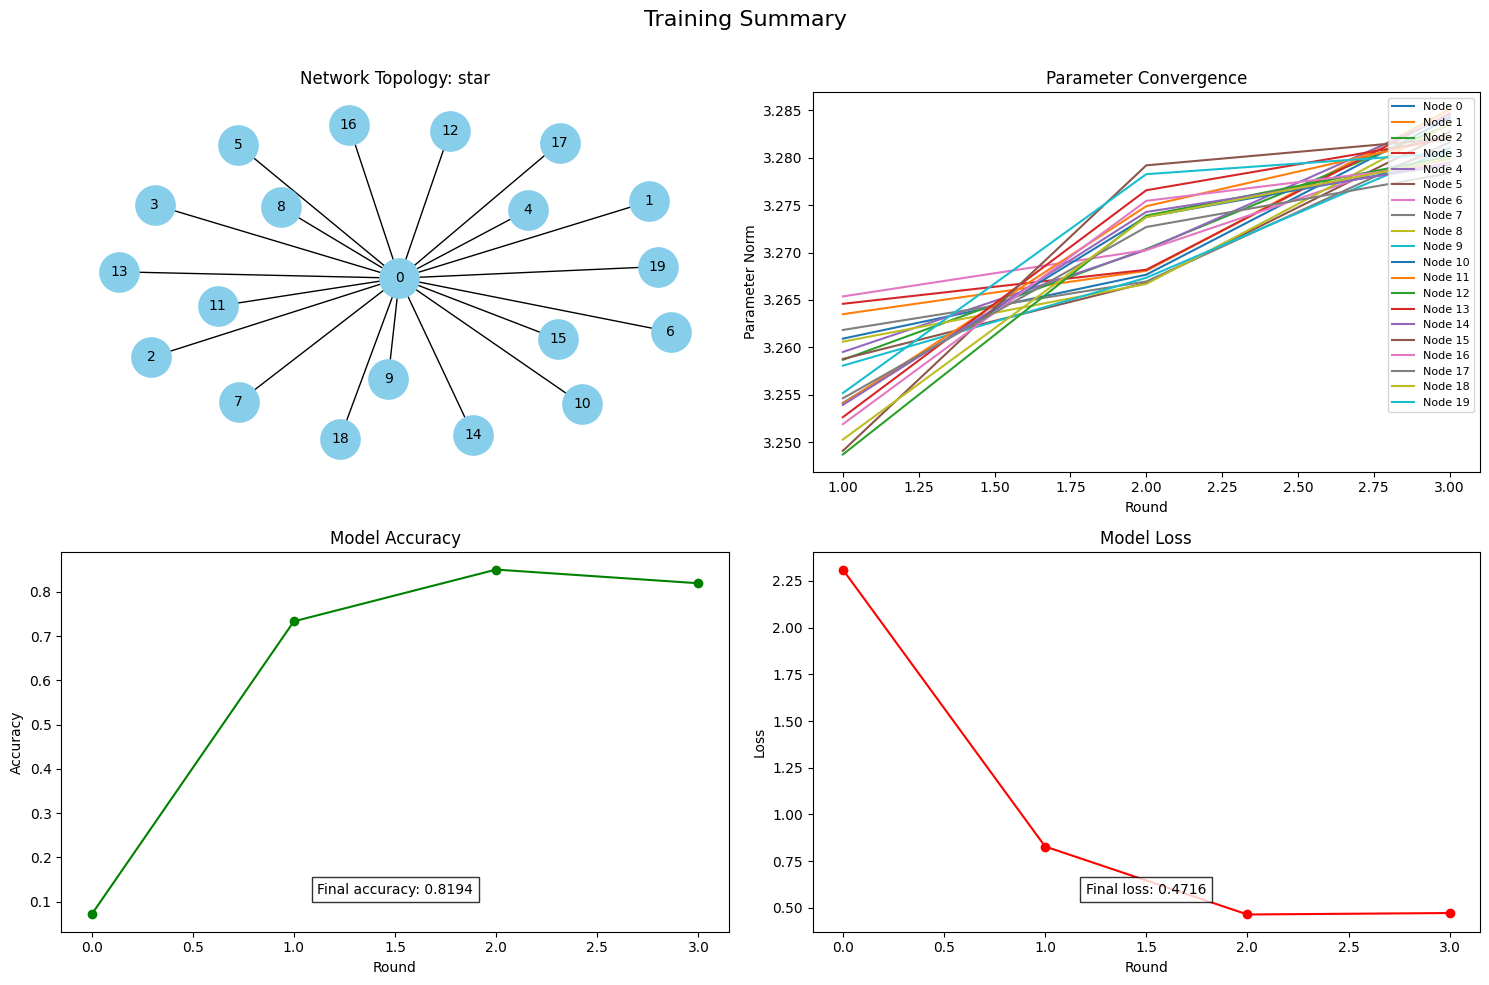 Training Summary
Network Topology: star
16
12
5
17
3
8
4
1
13
0
19
11
2
15
6
9
7
10
18
14
Parameter Convergence
Parameter Norm
3.285
3.280
3.275
3.270
3.265
3.260
3.255
3.250
Node 0
Node 1
Node 2
Node 3
Node 4
Node 5
Node 6
Node 7
Node 8
Node 9
Node 10
Node 11
Node 12
Node 13
Node 14
Node 15
Node 16
Node 17
Node 18
Node 19
1.00 1.25 1.50 1.75 2.00 2.25 2.50 2.75 3.00
Round
Model Accuracy
Accuracy
0.8
0.7
0.6
0.5
0.4
0.3
0.2
0.1
Final accuracy: 0.8194
0.0 0.5 1.0 1.5 2.0 2.5 3.0
Round
Model Loss
Loss
2.25
2.00
1.75
1.50
1.25
1.00
0.75
0.50
Final loss: 0.4716
0.0 0.5 1.0 1.5 2.0 2.5 3.0
Round